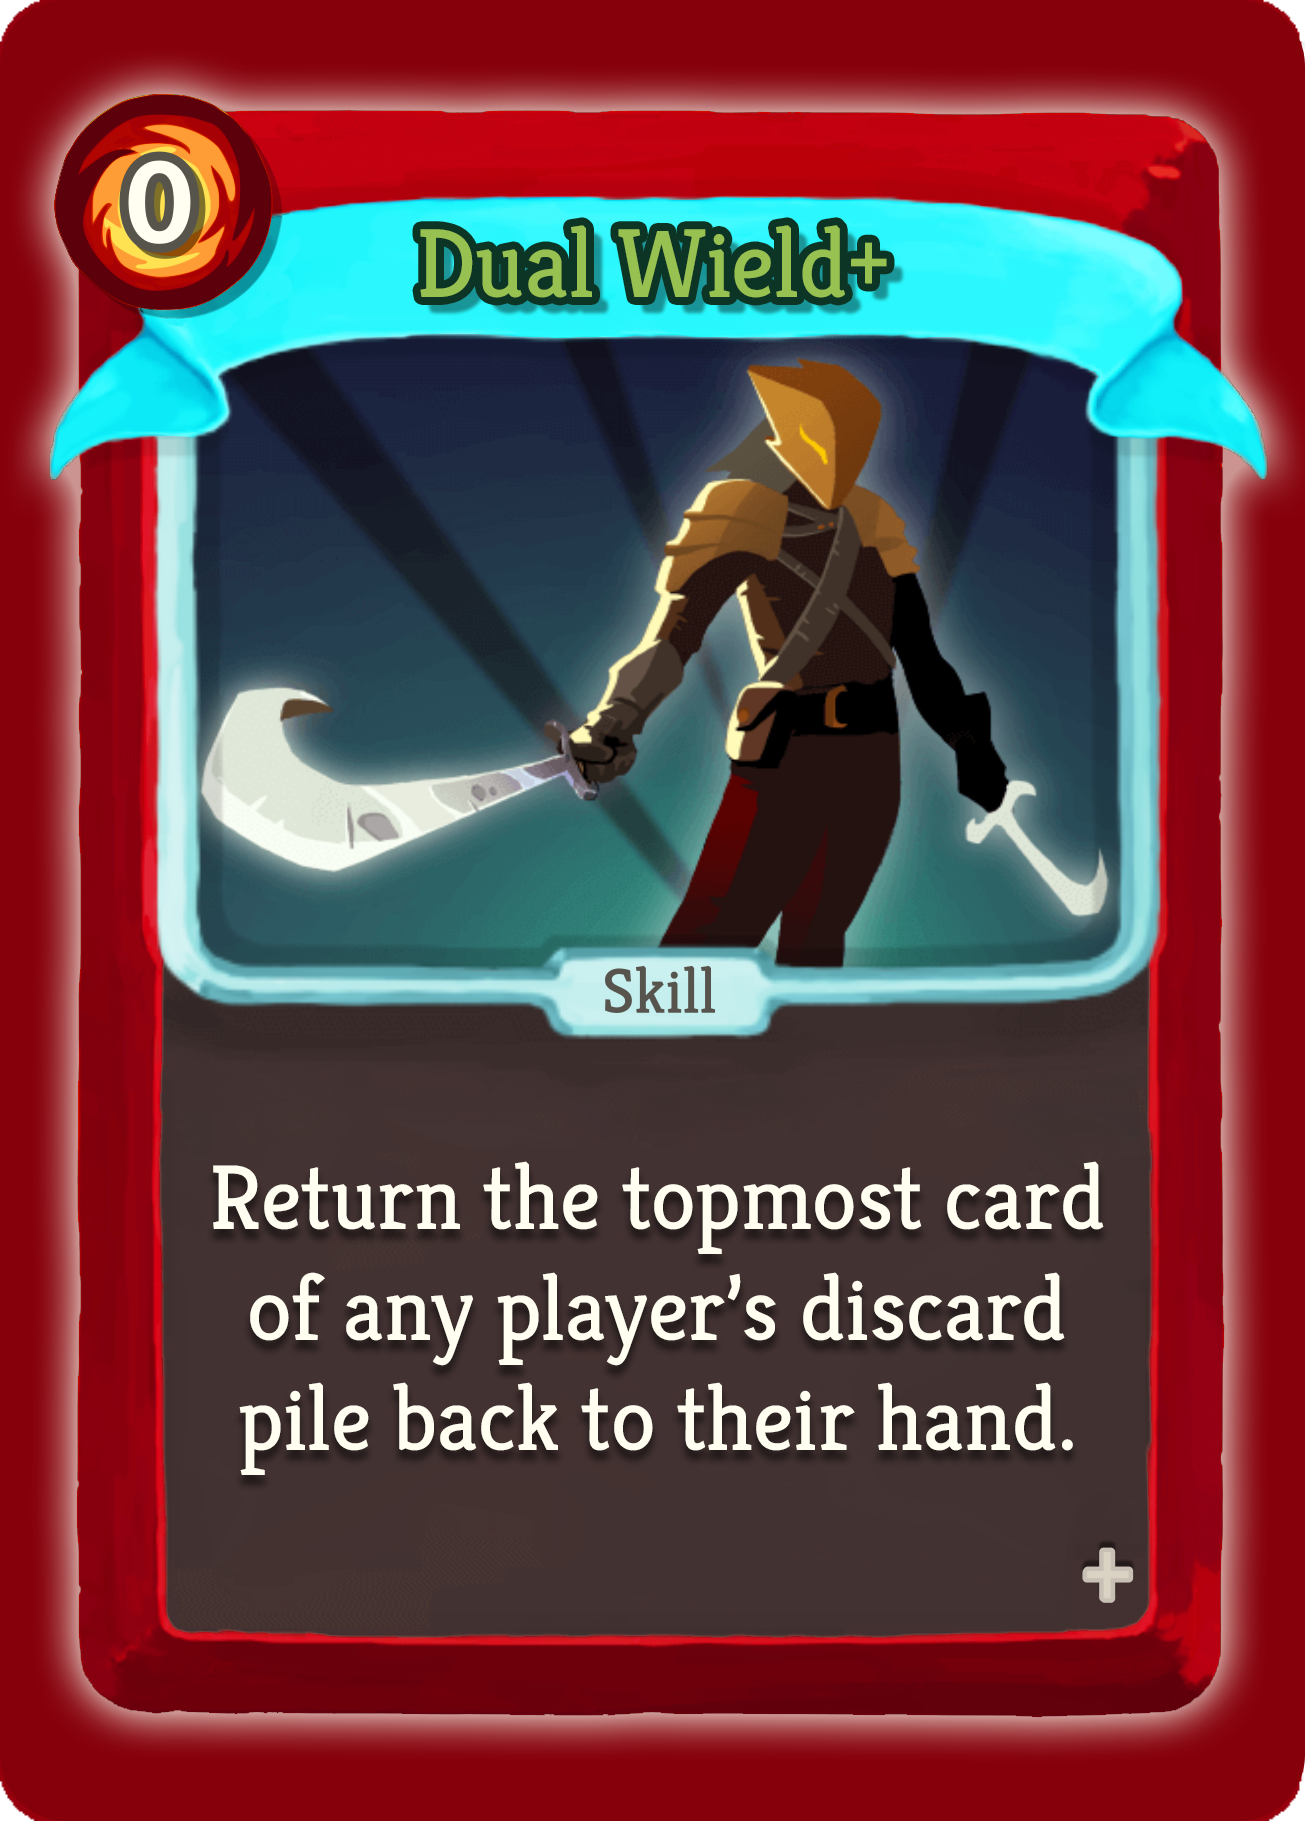 0
Dual Wield+
Skill
Return the topmost card
of any player’s discard
pile back to their hand.